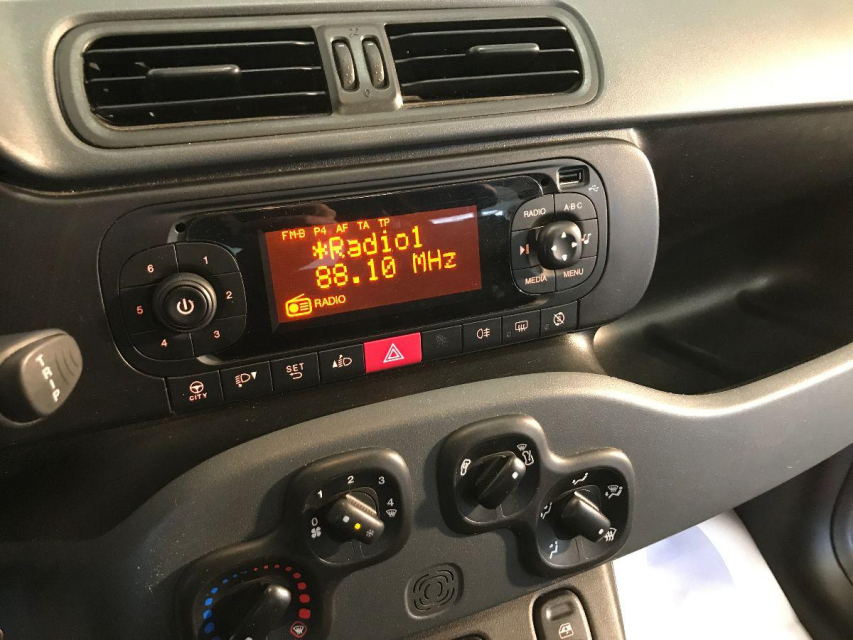 FM-B P4 AF TA TP
*Radio1
88.10 MHz
RADIO
6 1
5 2
4 3
RADIO A·B·C
MEDIA MENU
TRIP
CITY
SET
0 1 2 3 4